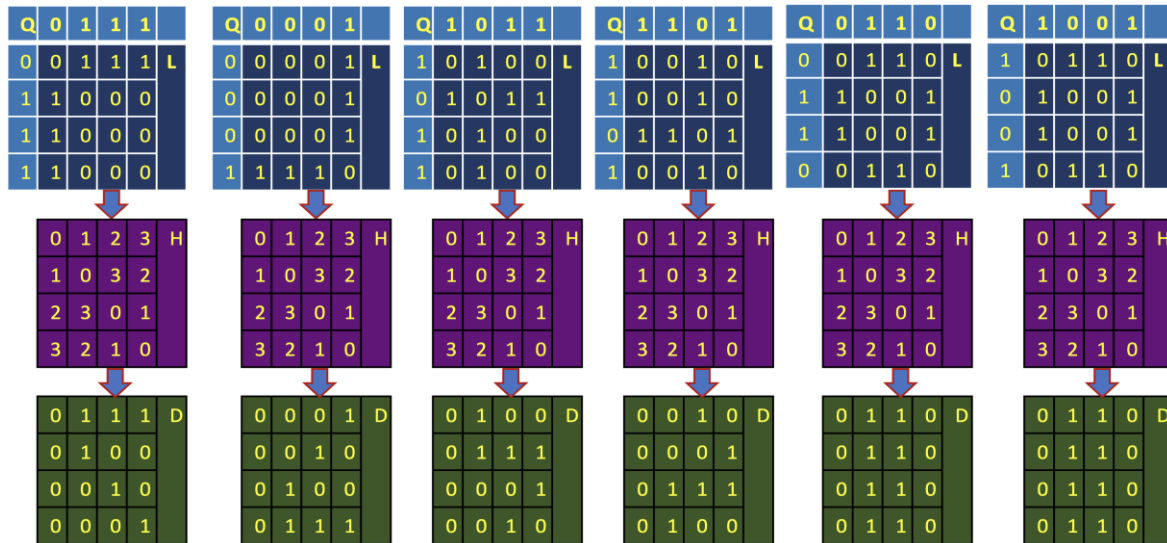 Q 0 1 1 1 Q 0 0 0 1 Q 1 0 1 1 Q 1 1 0 1 Q 0 1 1 0 Q 1 0 0 1
0 0 1 1 1 L 0 0 0 0 1 L 1 0 1 0 0 L 1 0 0 1 0 L 0 0 1 1 0 L 1 0 1 1 0 L
1 1 0 0 0 0 0 0 0 1 0 1 0 1 1 1 0 0 1 0 1 1 0 0 1 0 1 0 0 1
1 1 0 0 0 0 0 0 0 1 1 0 1 0 0 0 1 1 0 1 1 1 0 0 1 0 1 0 0 1
1 1 0 0 0 1 1 1 1 0 1 0 1 0 0 1 0 0 1 0 0 0 1 1 0 1 0 1 1 0
0 1 2 3 H 0 1 2 3 H 0 1 2 3 H 0 1 2 3 H 0 1 2 3 H 0 1 2 3 H
1 0 3 2 1 0 3 2 1 0 3 2 1 0 3 2 1 0 3 2 1 0 3 2
2 3 0 1 2 3 0 1 2 3 0 1 2 3 0 1 2 3 0 1 2 3 0 1
3 2 1 0 3 2 1 0 3 2 1 0 3 2 1 0 3 2 1 0 3 2 1 0
0 1 1 1 D 0 0 0 1 D 0 1 0 0 D 0 0 1 0 D 0 1 1 0 D 0 1 1 0 D
0 1 0 0 0 0 1 0 0 1 1 1 0 0 0 1 0 1 1 0 0 1 1 0
0 0 1 0 0 1 0 0 0 0 0 1 0 1 1 1 0 1 1 0 0 1 1 0
0 0 0 1 0 1 1 1 0 0 1 0 0 1 0 0 0 1 1 0 0 1 1 0